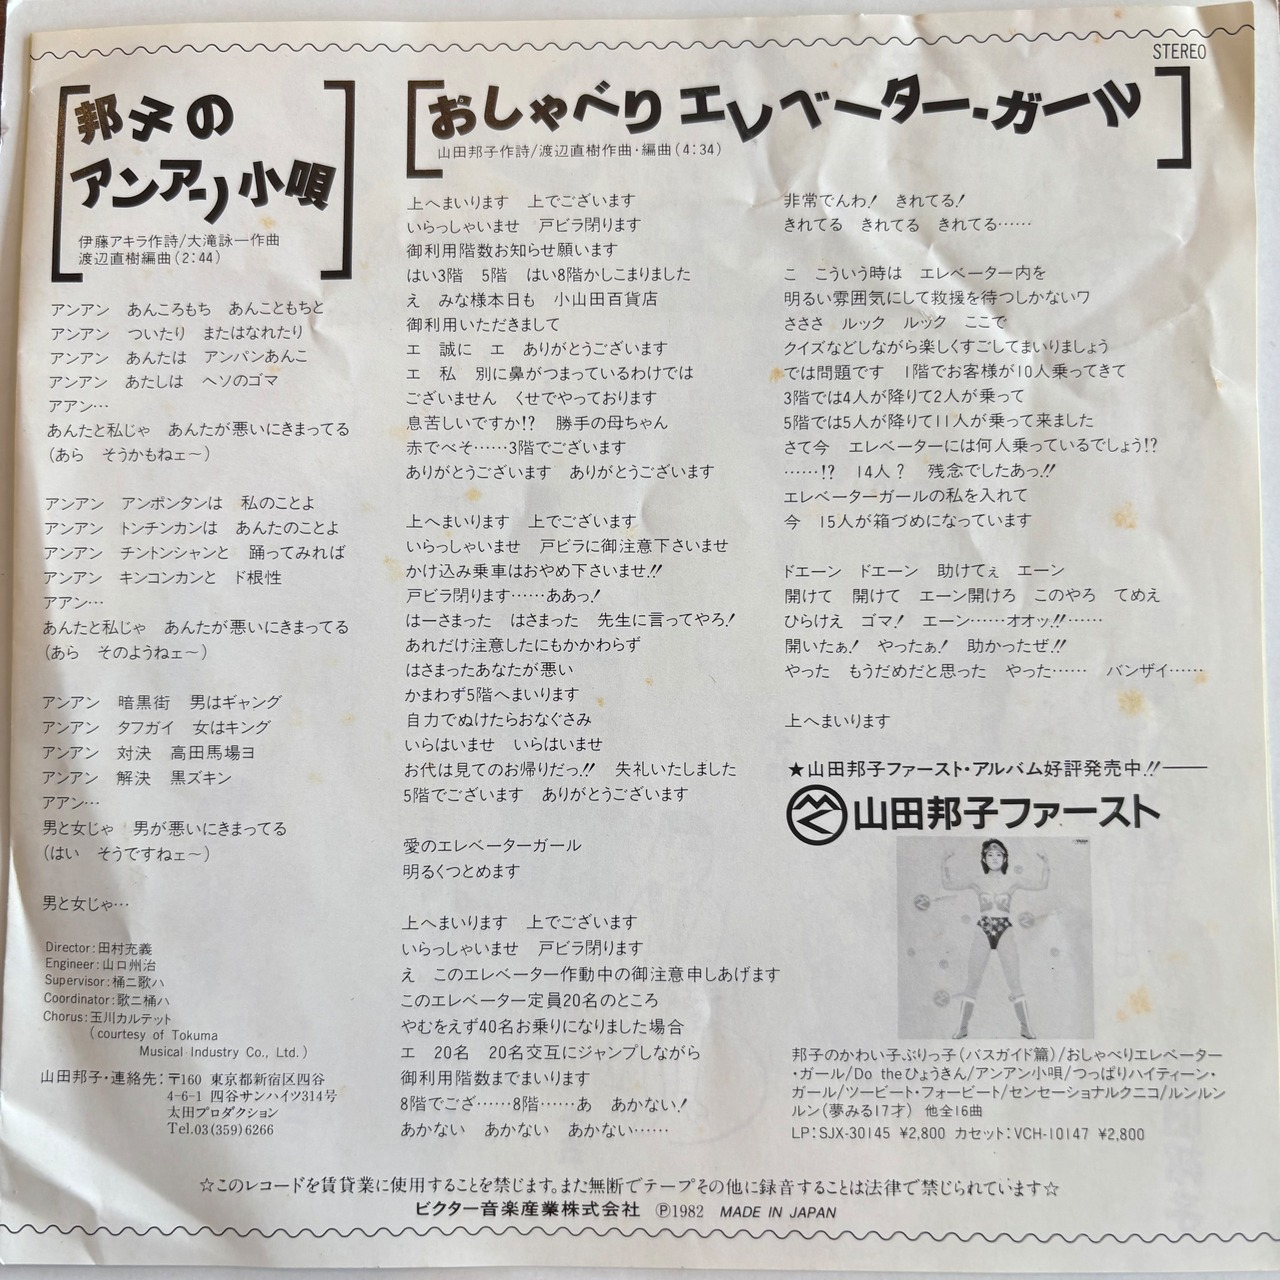 STEREO
邦子の
アンアン小唄
伊藤アキラ作詩/大滝詠一作曲
渡辺直樹編曲(2:44)
アンアン あんころもち あんこともちと
アンアン ついたり またはなれたり
アンアン あんたは アンパンあんこ
アンアン あたしは ヘソのゴマ
アアン…
あんたと私じゃ あんたが悪いにきまってる
(あら そうかもねェ〜)
アンアン アンポンタンは 私のことよ
アンアン トンチンカンは あんたのことよ
アンアン チントンシャンと 踊ってみれば
アンアン キンコンカンと ド根性
アアン…
あんたと私じゃ あんたが悪いにきまってる
(あら そのようねェ〜)
アンアン 暗黒街 男はギャング
アンアン タフガイ 女はキング
アンアン 対決 高田馬場ヨ
アンアン 解決 黒ズキン
アアン…
男と女じゃ 男が悪いにきまってる
(はい そうですねェ〜)
男と女じゃ…
Director:田村充義
Engineer:山口州治
Supervisor:桶ニ歌ハ
Coordinator:歌ニ桶ハ
Chorus:玉川カルテット
(courtesy of Tokuma
Musical Industry Co., Ltd.)
山田邦子・連絡先:〒160 東京都新宿区四谷
4-6-1 四谷サンハイツ314号
太田プロダクション
Tel.03(359)6266
おしゃべりエレベーター・ガール
山田邦子作詩/渡辺直樹作曲・編曲(4:34)
上へまいります 上でございます
いらっしゃいませ 戸ビラ閉ります
御利用階数お知らせ願います
はい3階 5階 はい8階かしこまりました
え みな様本日も 小山田百貨店
御利用いただきまして
エ 誠に エ ありがとうございます
エ 私 別に鼻がつまっているわけでは
ございません くせでやっております
息苦しいですか!? 勝手の母ちゃん
赤でべそ……3階でございます
ありがとうございます ありがとうございます
上へまいります 上でございます
いらっしゃいませ 戸ビラに御注意下さいませ
かけ込み乗車はおやめ下さいませ!!
戸ビラ閉ります……ああっ!
はーさまった はさまった 先生に言ってやろ!
あれだけ注意したにもかかわらず
はさまったあなたが悪い
かまわず5階へまいります
自力でぬけたらおなぐさみ
いらはいませ いらはいませ
お代は見てのお帰りだっ!! 失礼いたしました
5階でございます ありがとうございます
愛のエレベーターガール
明るくつとめます
上へまいります 上でございます
いらっしゃいませ 戸ビラ閉ります
え このエレベーター作動中の御注意申しあげます
このエレベーター定員20名のところ
やむをえず40名お乗りになりました場合
エ 20名 20名交互にジャンプしながら
御利用階数までまいります
8階でござ……8階……あ あかない!
あかない あかない あかない……
非常でんわ! きれてる!
きれてる きれてる きれてる……
こ こういう時は エレベーター内を
明るい雰囲気にして救援を待つしかないワ
さささ ルック ルック ここで
クイズなどしながら楽しくすごしてまいりましょう
では問題です 1階でお客様が10人乗ってきて
3階では4人が降りて2人が乗って
5階では5人が降りて11人が乗って来ました
さて今 エレベーターには何人乗っているでしょう!?
……!? 14人? 残念でしたあっ!!
エレベーターガールの私を入れて
今 15人が箱づめになっています
ドエーン ドエーン 助けてぇ エーン
開けて 開けて エーン開けろ このやろ てめえ
ひらけえ ゴマ! エーン……オオッ!!……
開いたぁ! やったぁ! 助かったぜ!!
やった もうだめだと思った やった…… バンザイ……
上へまいります
★山田邦子ファースト・アルバム好評発売中!!──
山田邦子ファースト
邦子のかわい子ぶりっ子(バスガイド篇)/おしゃべりエレベーター
・ガール/Do theひょうきん/アンアン小唄/つっぱりハイティーン・
ガール/ツービート・フォービート/センセーショナルクニコ/ルンルン
ルン(夢みる17才) 他全16曲
LP:SJX-30145 ¥2,800 カセット:VCH-10147 ¥2,800
☆このレコードを賃貸業に使用することを禁じます。また無断でテープその他に録音することは法律で禁じられています☆
ビクター音楽産業株式会社 Ⓟ1982 MADE IN JAPAN